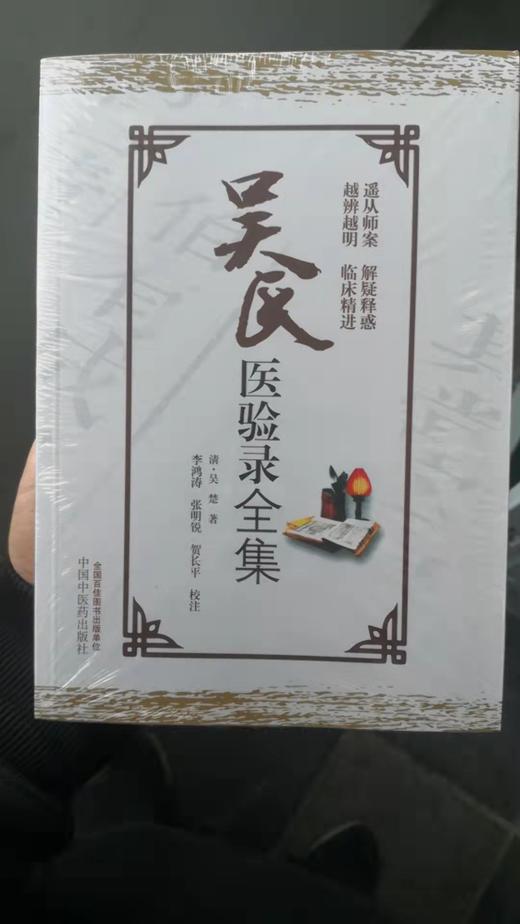 遥从师案 解疑释惑
越辨越明 临床精进
吴氏
医验录全集
清·吴 楚 著
李鸿涛 张明锐 贺长平 校注
全国百佳图书出版单位
中国中医药出版社